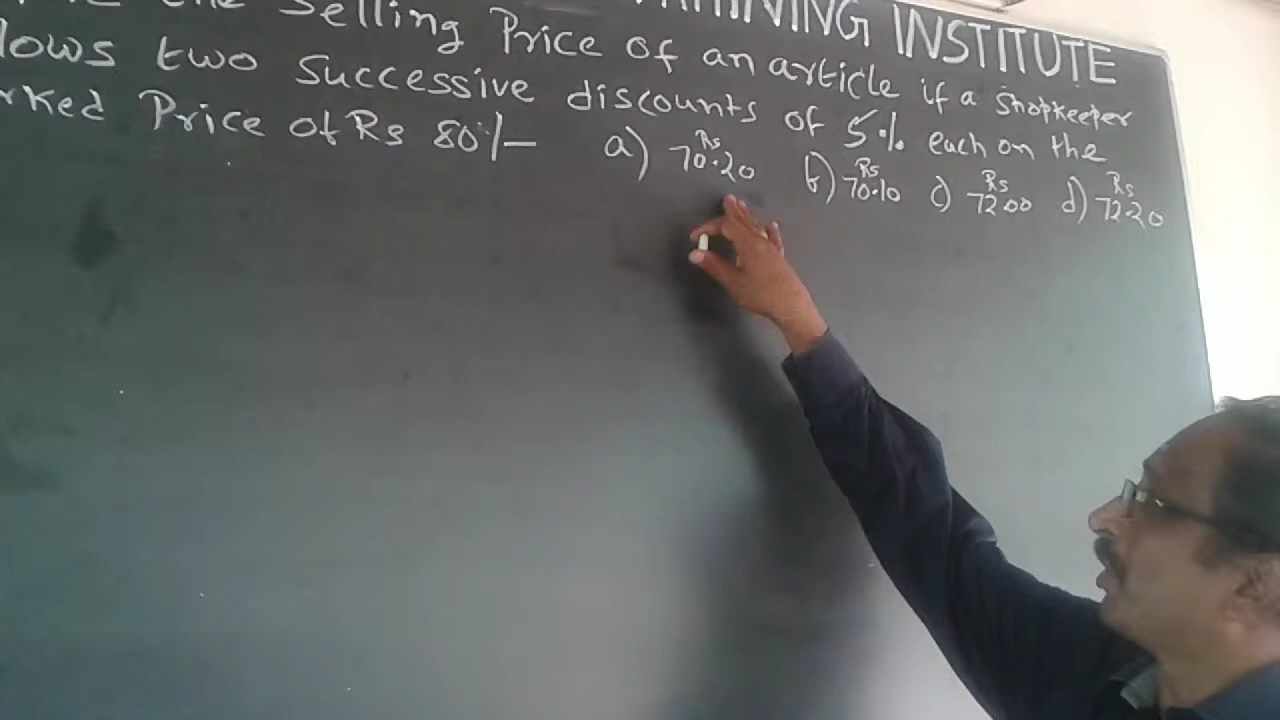 INSTITUTE
the Selling Price of an article if a shopkeeper
lows two Successive discounts of 5% each on the
rked Price of Rs 80/- a) Rs 70.20 b) Rs 70.10 c) Rs 72.00 d) Rs 72.20